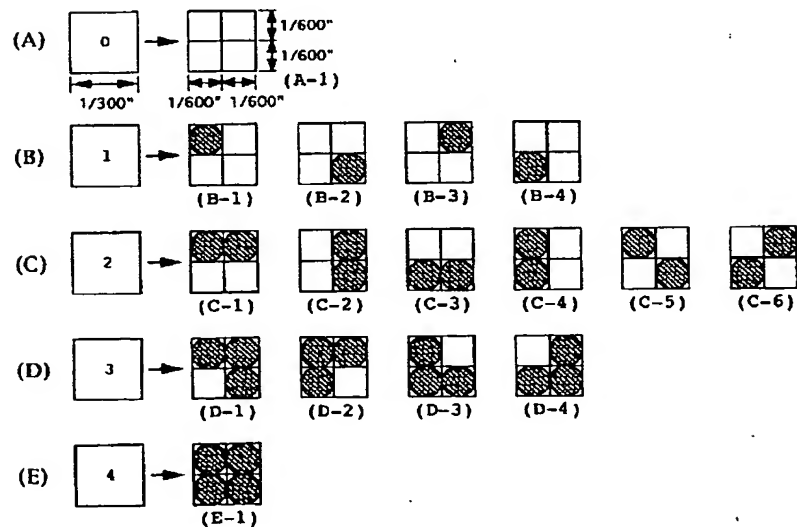 (A) 0 1/600"
1/600"
(A-1)
1/300" 1/600" 1/600"
(B) 1
(B-1) (B-2) (B-3) (B-4)
(C) 2
(C-1) (C-2) (C-3) (C-4) (C-5) (C-6)
(D) 3
(D-1) (D-2) (D-3) (D-4)
(E) 4
(E-1)